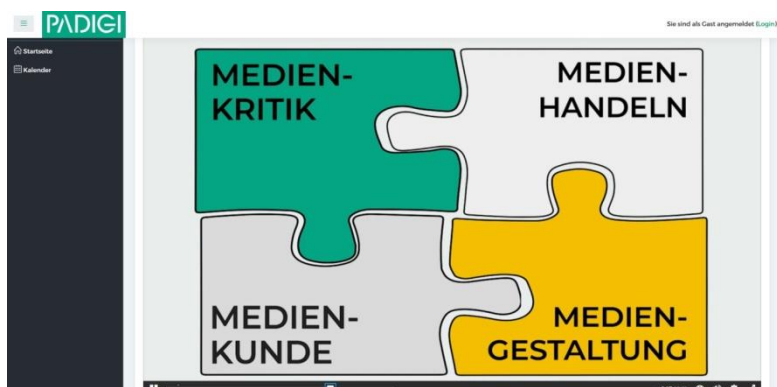 PADIGI
Sie sind als Gast angemeldet (Login)
Startseite
Kalender
MEDIEN-
KRITIK
MEDIEN-
HANDELN
MEDIEN-
KUNDE
MEDIEN-
GESTALTUNG